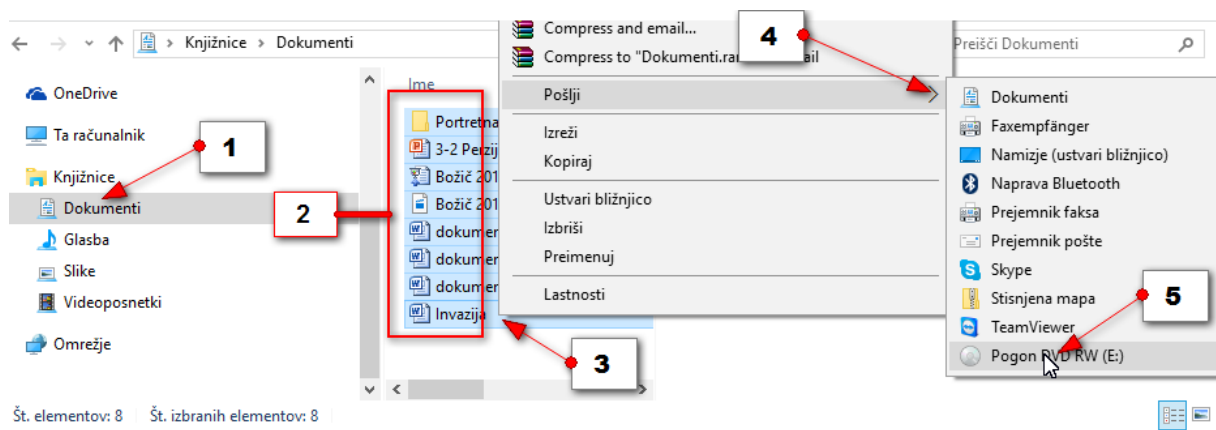 Knjižnice > Dokumenti
Preišči Dokumenti
OneDrive
Ta računalnik
Knjižnice
Dokumenti
Glasba
Slike
Videoposnetki
Omrežje
Ime
Portretna
3-2 Perzij
Božič 201
Božič 201
dokumen
dokumen
dokumen
Invazija
Compress and email...
Compress to "Dokumenti.ra ail
Pošlji
Izreži
Kopiraj
Ustvari bližnjico
Izbriši
Preimenuj
Lastnosti
Dokumenti
Faxempfänger
Namizje (ustvari bližnjico)
Naprava Bluetooth
Prejemnik faksa
Prejemnik pošte
Skype
Stisnjena mapa
TeamViewer
Pogon DVD RW (E:)
1
2
3
4
5
Št. elementov: 8 Št. izbranih elementov: 8